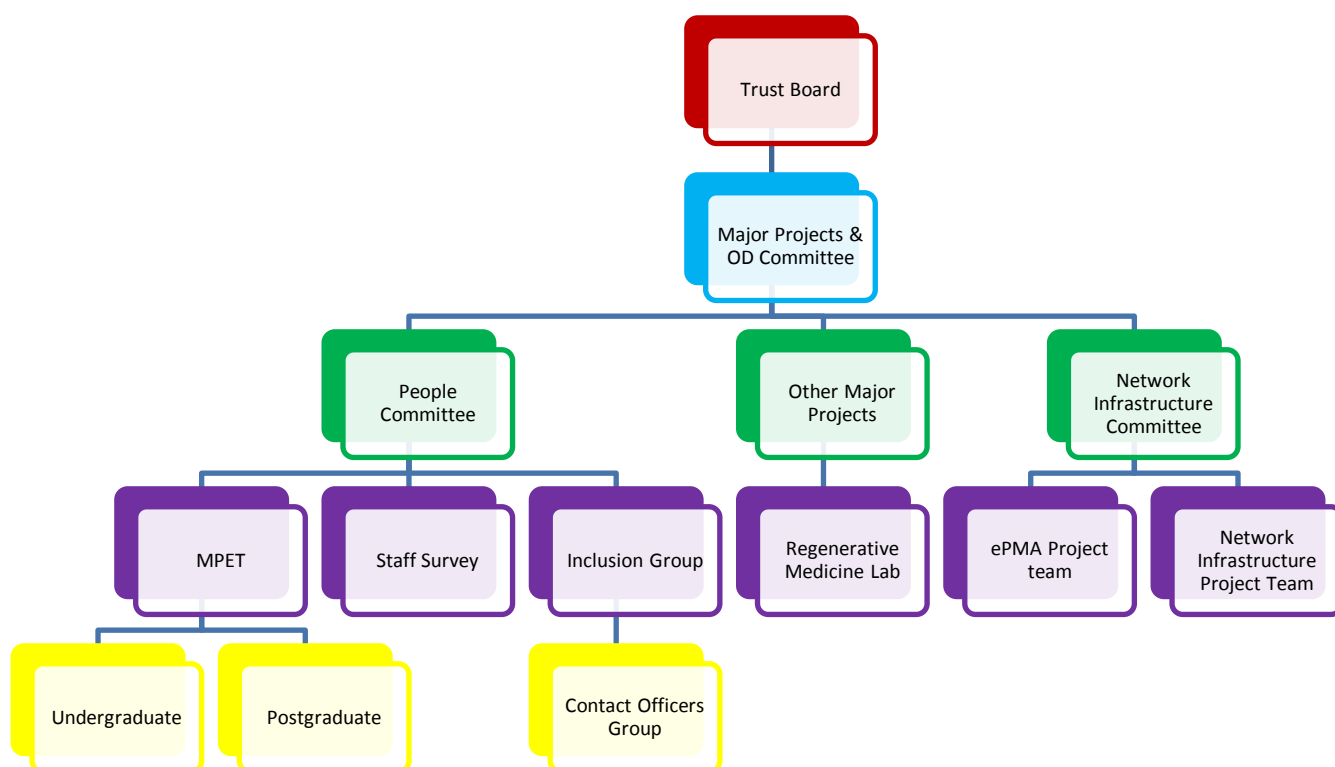 Trust Board
Major Projects &
OD Committee
People
Committee
Other Major
Projects
Network
Infrastructure
Committee
MPET
Staff Survey
Inclusion Group
Regenerative
Medicine Lab
ePMA Project
team
Network
Infrastructure
Project Team
Undergraduate
Postgraduate
Contact Officers
Group